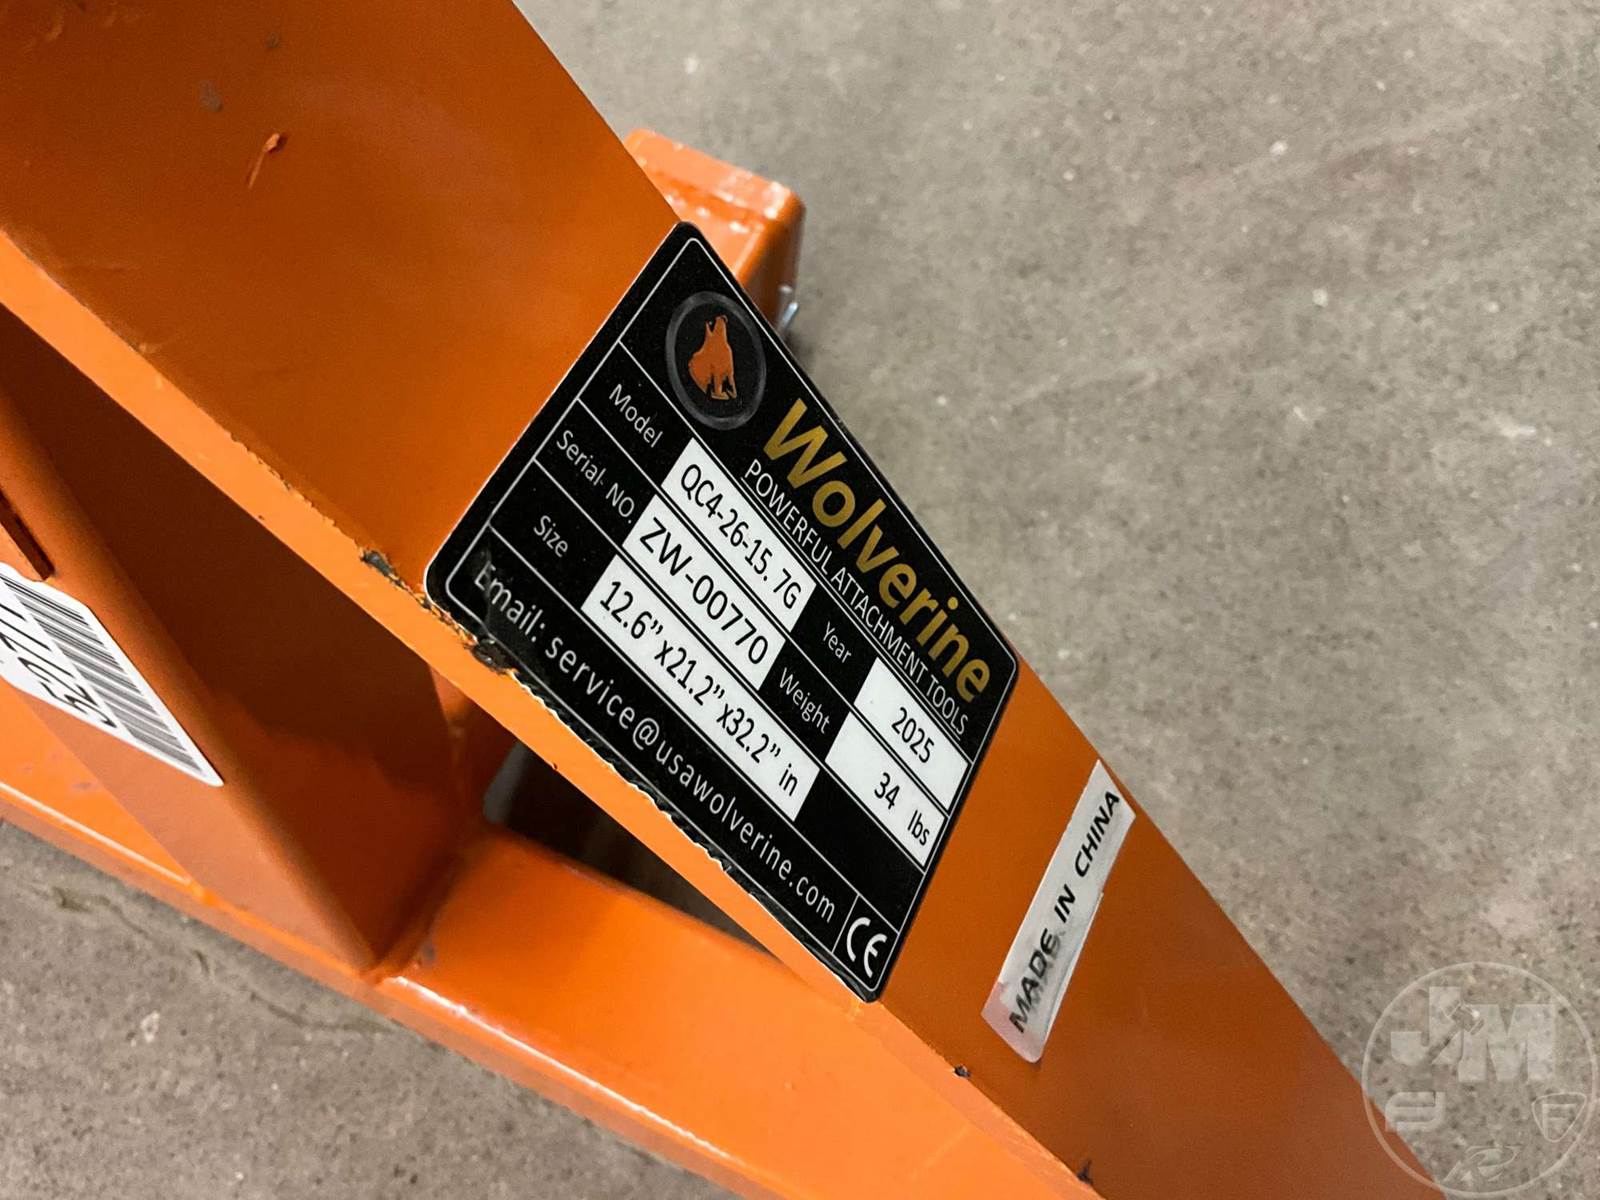 Wolverine
POWERFUL ATTACHMENT TOOLS
Model QC4-26-15.7G Year 2025
Serial NO. ZW-00770 Weight 34 lbs
Size 12.6”x21.2”x32.2” in
Email: service@usawolverine.com CE
MADE IN CHINA
JM